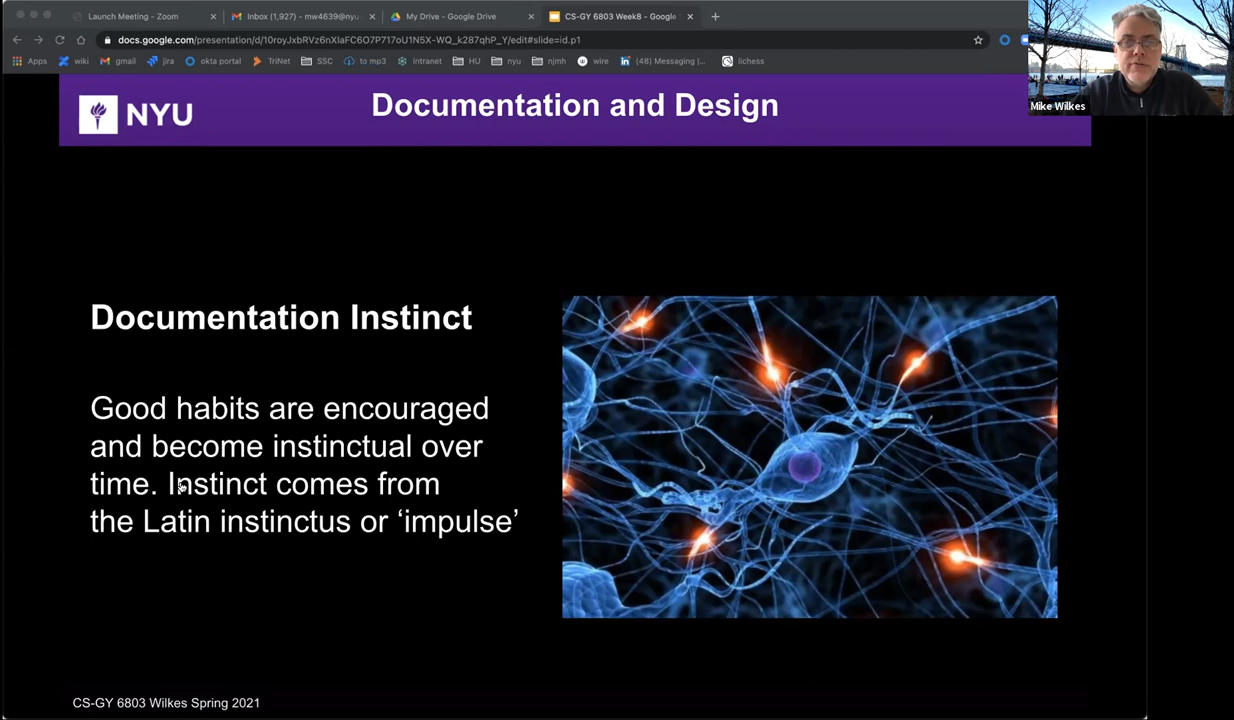 Launch Meeting - Zoom
Inbox (1,927) - mw4639@nyu
My Drive - Google Drive
CS-GY 6803 Week8 - Google
docs.google.com/presentation/d/10royJxbRVz6nXlaFC6O7P717oU1N5X-WQ_k287qhP_Y/edit#slide=id.p1
Apps wiki gmail jira okta portal TriNet SSC to mp3 intranet HU nyu njmh wire (48) Messaging |... lichess
Mike Wilkes
NYU
Documentation and Design
Documentation Instinct
Good habits are encouraged
and become instinctual over
time. Instinct comes from
the Latin instinctus or ‘impulse’
CS-GY 6803 Wilkes Spring 2021